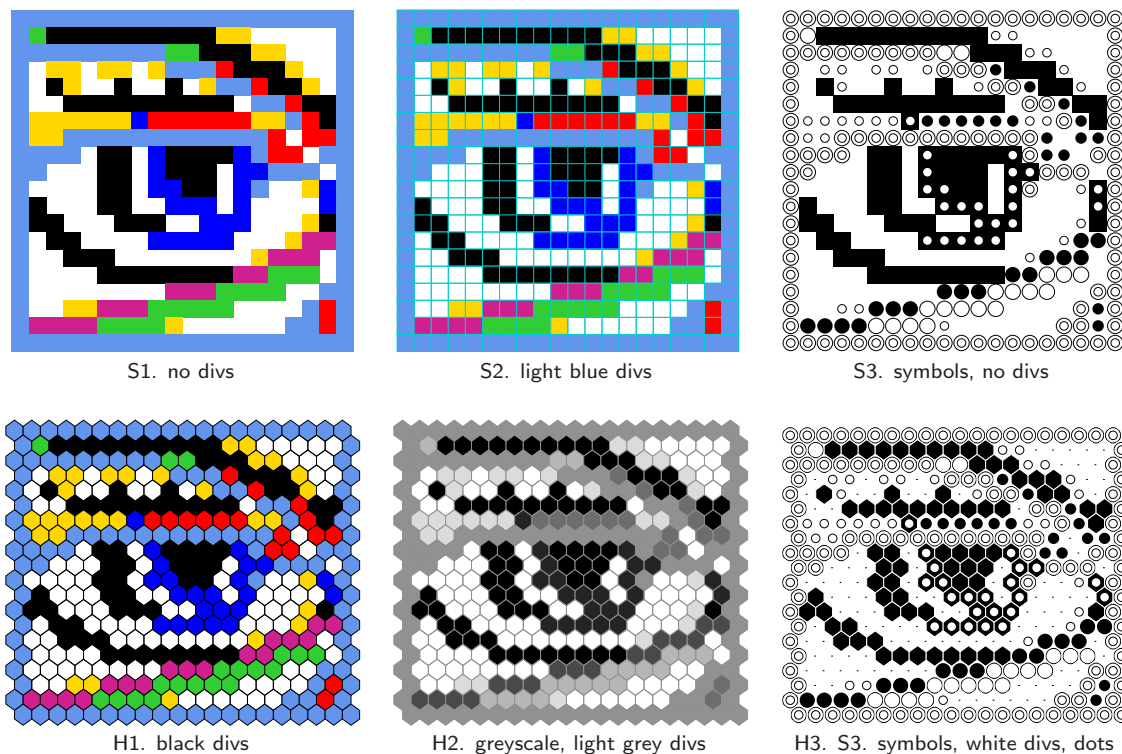 S1. no divs
S2. light blue divs
S3. symbols, no divs
H1. black divs
H2. greyscale, light grey divs
H3. S3. symbols, white divs, dots